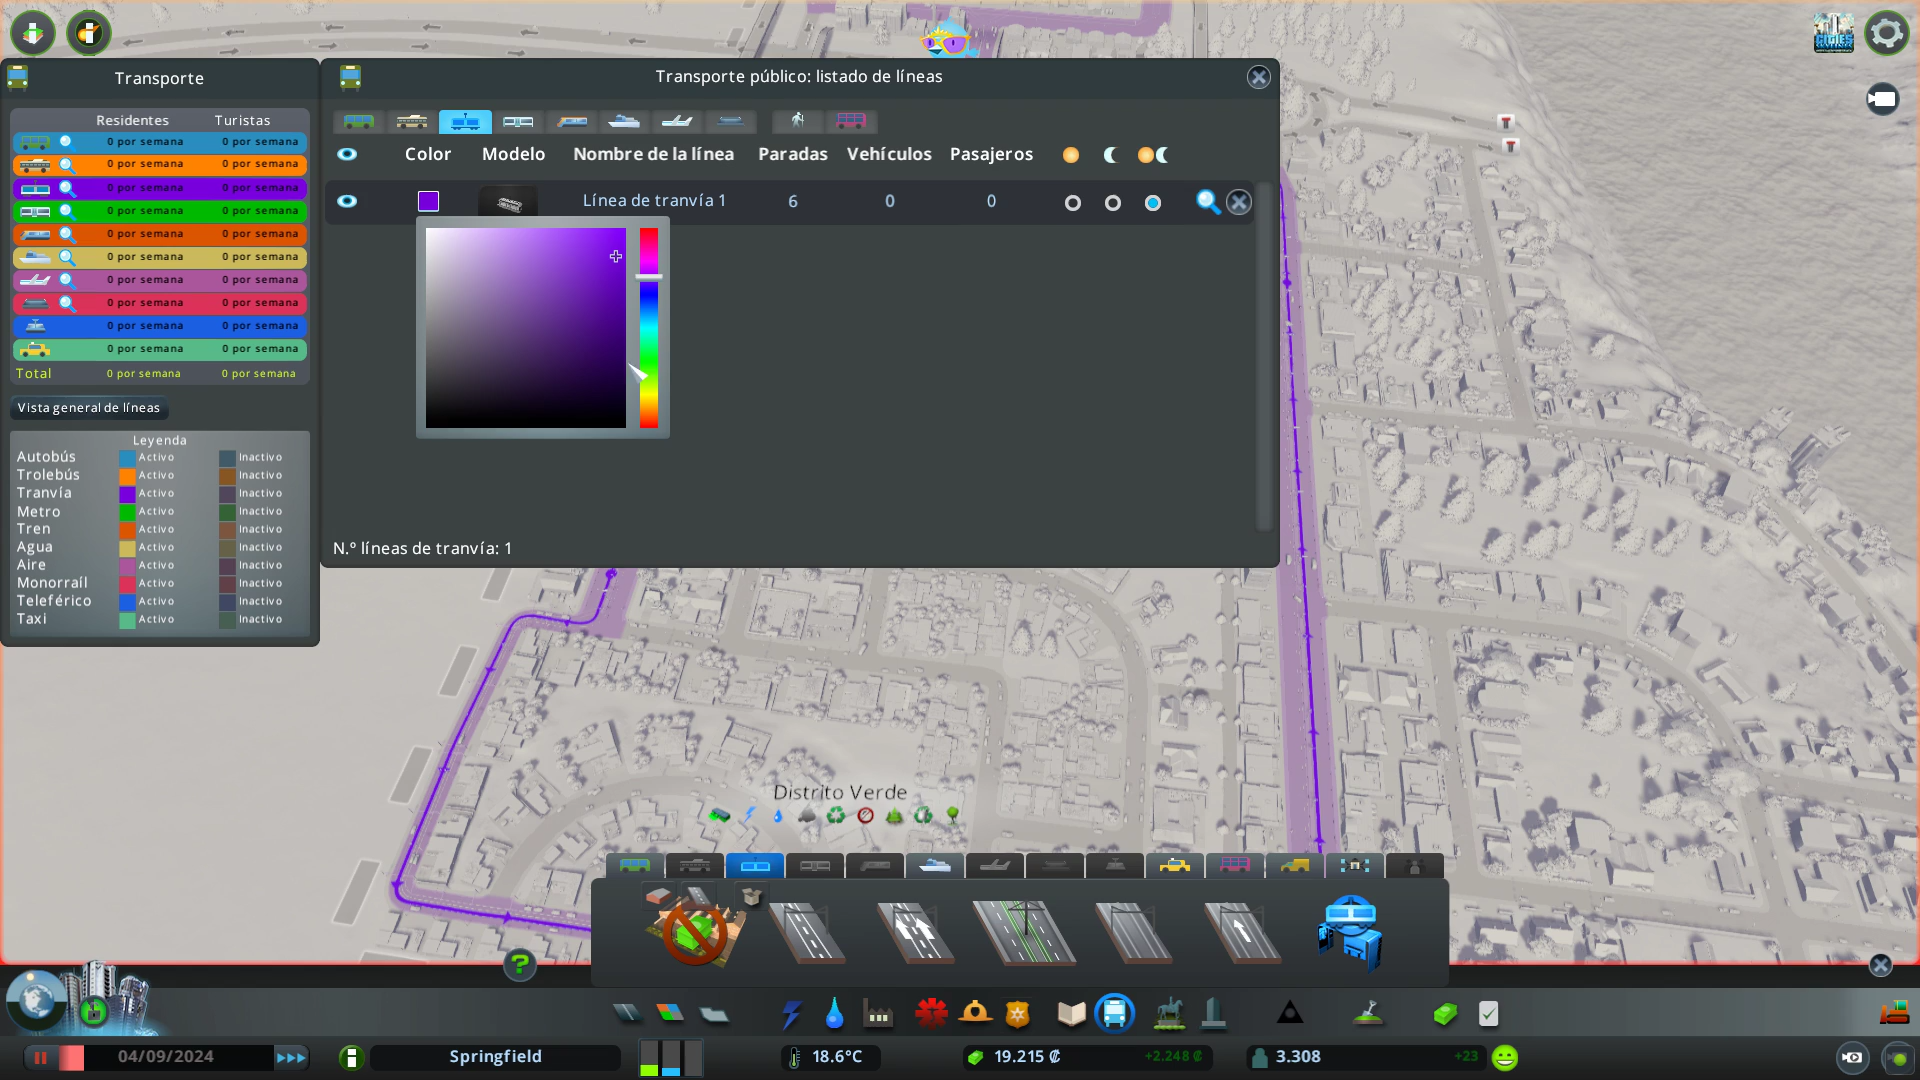 Transporte
Residentes Turistas
0 por semana 0 por semana
0 por semana 0 por semana
0 por semana 0 por semana
0 por semana 0 por semana
0 por semana 0 por semana
0 por semana 0 por semana
0 por semana 0 por semana
0 por semana 0 por semana
0 por semana 0 por semana
0 por semana 0 por semana
Total 0 por semana 0 por semana
Vista general de líneas
Leyenda
Autobús Activo Inactivo
Trolebús Activo Inactivo
Tranvía Activo Inactivo
Metro Activo Inactivo
Tren Activo Inactivo
Agua Activo Inactivo
Aire Activo Inactivo
Monorraíl Activo Inactivo
Teleférico Activo Inactivo
Taxi Activo Inactivo
Transporte público: listado de líneas
Color Modelo Nombre de la línea Paradas Vehículos Pasajeros
Línea de tranvía 1 6 0 0
N.º líneas de tranvía: 1
CITIES
SKYLINES
T
T
Distrito Verde
?
04/09/2024
Springfield
18.6°C
19.215 ₡ +2.248 ₡
3.308 +23